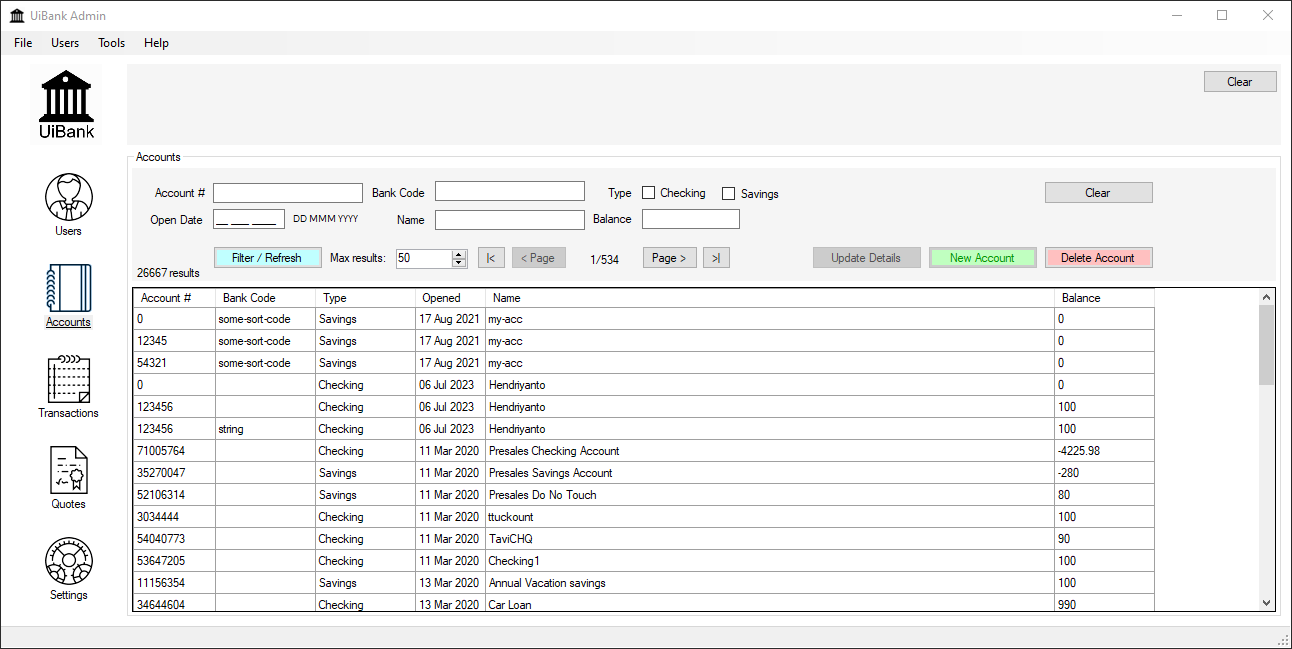 UiBank Admin
File Users Tools Help
UiBank
Clear
Users
Accounts
Transactions
Quotes
Settings
Accounts
Account # Bank Code Type Checking Savings Clear
Open Date __ ___ ____ DD MMM YYYY Name Balance
Filter / Refresh Max results: 50 |< < Page 1/534 Page > >| Update Details New Account Delete Account
26667 results
Account # Bank Code Type Opened Name Balance
0 some-sort-code Savings 17 Aug 2021 my-acc 0
12345 some-sort-code Savings 17 Aug 2021 my-acc 0
54321 some-sort-code Savings 17 Aug 2021 my-acc 0
0 Checking 06 Jul 2023 Hendriyanto 0
123456 Checking 06 Jul 2023 Hendriyanto 100
123456 string Checking 06 Jul 2023 Hendriyanto 100
71005764 Checking 11 Mar 2020 Presales Checking Account -4225.98
35270047 Savings 11 Mar 2020 Presales Savings Account -280
52106314 Savings 11 Mar 2020 Presales Do No Touch 80
3034444 Checking 11 Mar 2020 ttuckount 100
54040773 Checking 11 Mar 2020 TaviCHQ 90
53647205 Checking 11 Mar 2020 Checking1 100
11156354 Savings 13 Mar 2020 Annual Vacation savings 100
34644604 Checking 13 Mar 2020 Car Loan 990